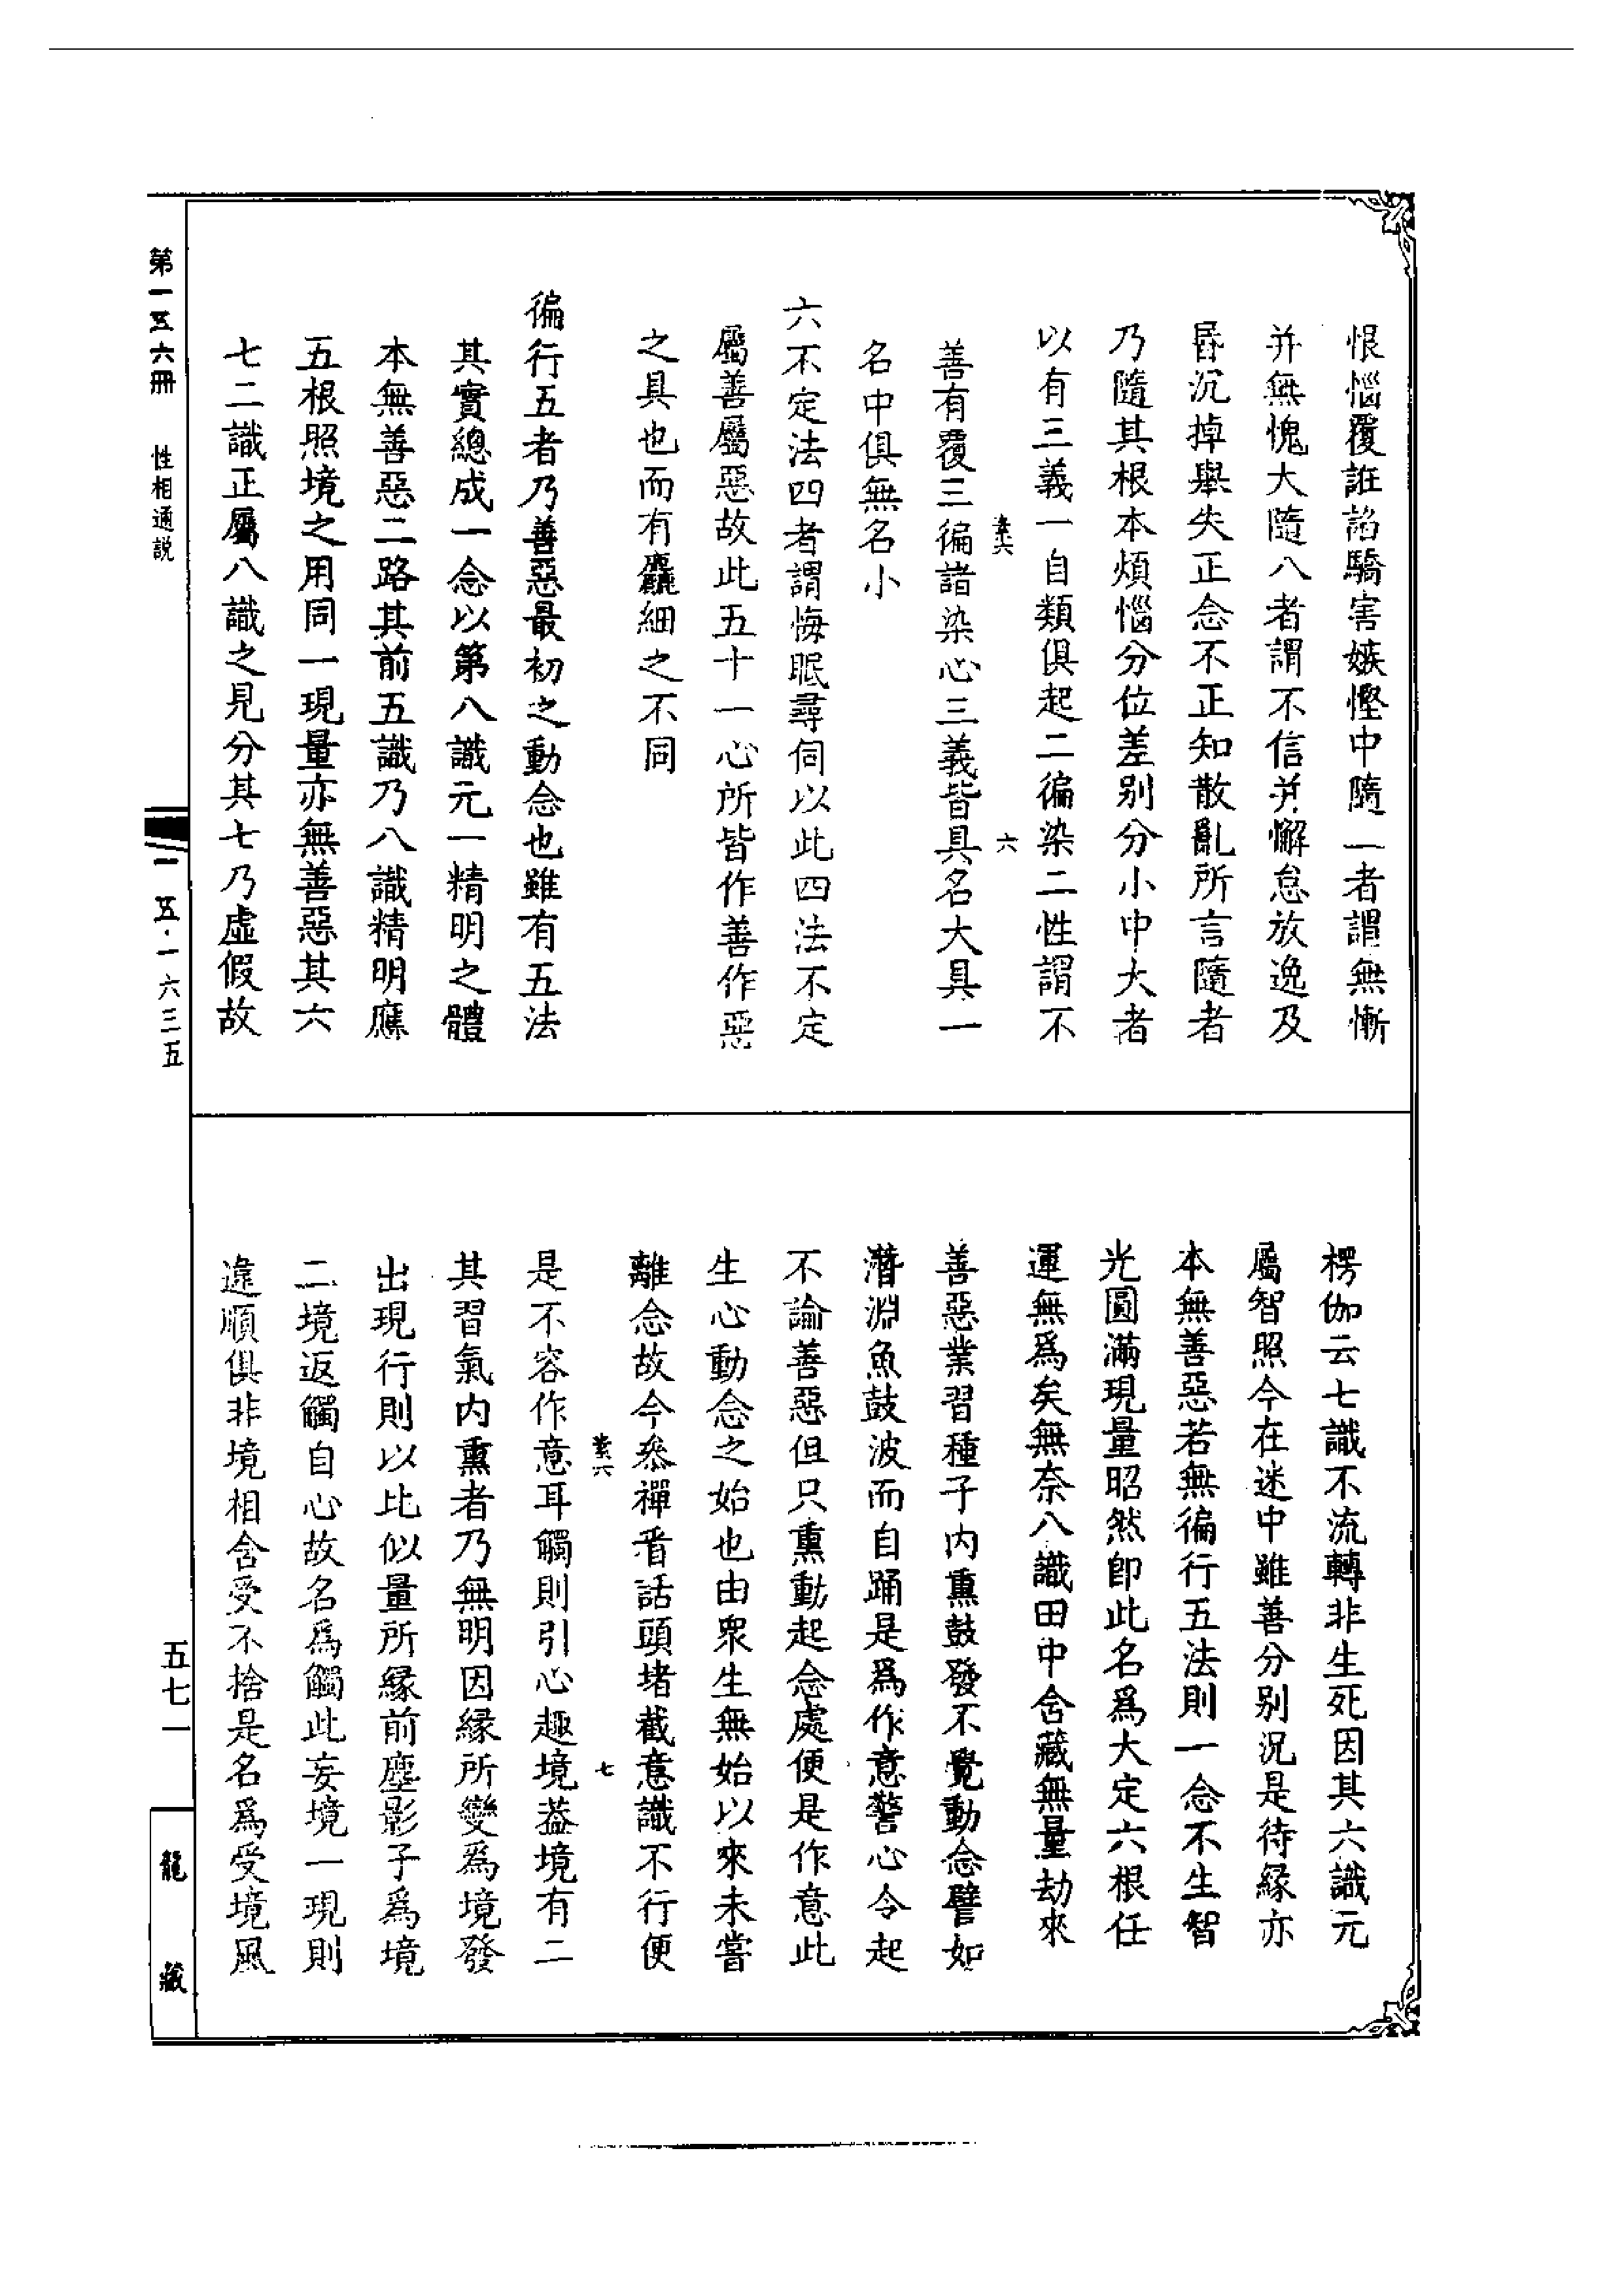 恨惱覆誑諂驕害嫉慳中隨二者謂無慚
并無愧大隨八者謂不信并懈怠放逸及
昏沉掉舉失正念不正知散亂所言隨者
乃隨其根本煩惱分位差别分小中大者
以有三義一自類俱起二徧染二性謂不
善有覆三徧諸染心三義皆具名大具一
名中俱無名小
六不定法四者謂悔眠尋伺以此四法不定
屬善屬惡故此五十一心所皆作善作惡
之具也而有麤細之不同
徧行五者乃善惡最初之動念也雖有五法
其實總成一念以第八識元一精明之體
本無善惡二路其前五識乃八識精明應
五根照境之用同一現量亦無善惡其六
七二識正屬八識之見分其七乃虛假故
楞伽云七識不流轉非生死因其六識元
屬智照今在迷中雖善分别況是待緣亦
本無善惡若無徧行五法則一念不生智
光圓滿現量昭然卽此名爲大定六根任
運無爲矣無奈八識田中含藏無量劫來
善惡業習種子内熏鼓發不覺動念譬如
潛淵魚鼓波而自踊是爲作意警心令起
不論善惡但只熏動起念處便是作意此
生心動念之始也由衆生無始以來未嘗
離念故今叅禪看話頭堵截意識不行便
是不容作意耳觸則引心趣境葢境有二
其習氣内熏者乃無明因緣所變爲境發
出現行則以比似量所緣前塵影子爲境
二境返觸自心故名爲觸此妄境一現則
違順俱非境相含受不捨是名爲受境風
六
七
第一五六冊
性相通説
一五·一六三五
五七一
龍藏